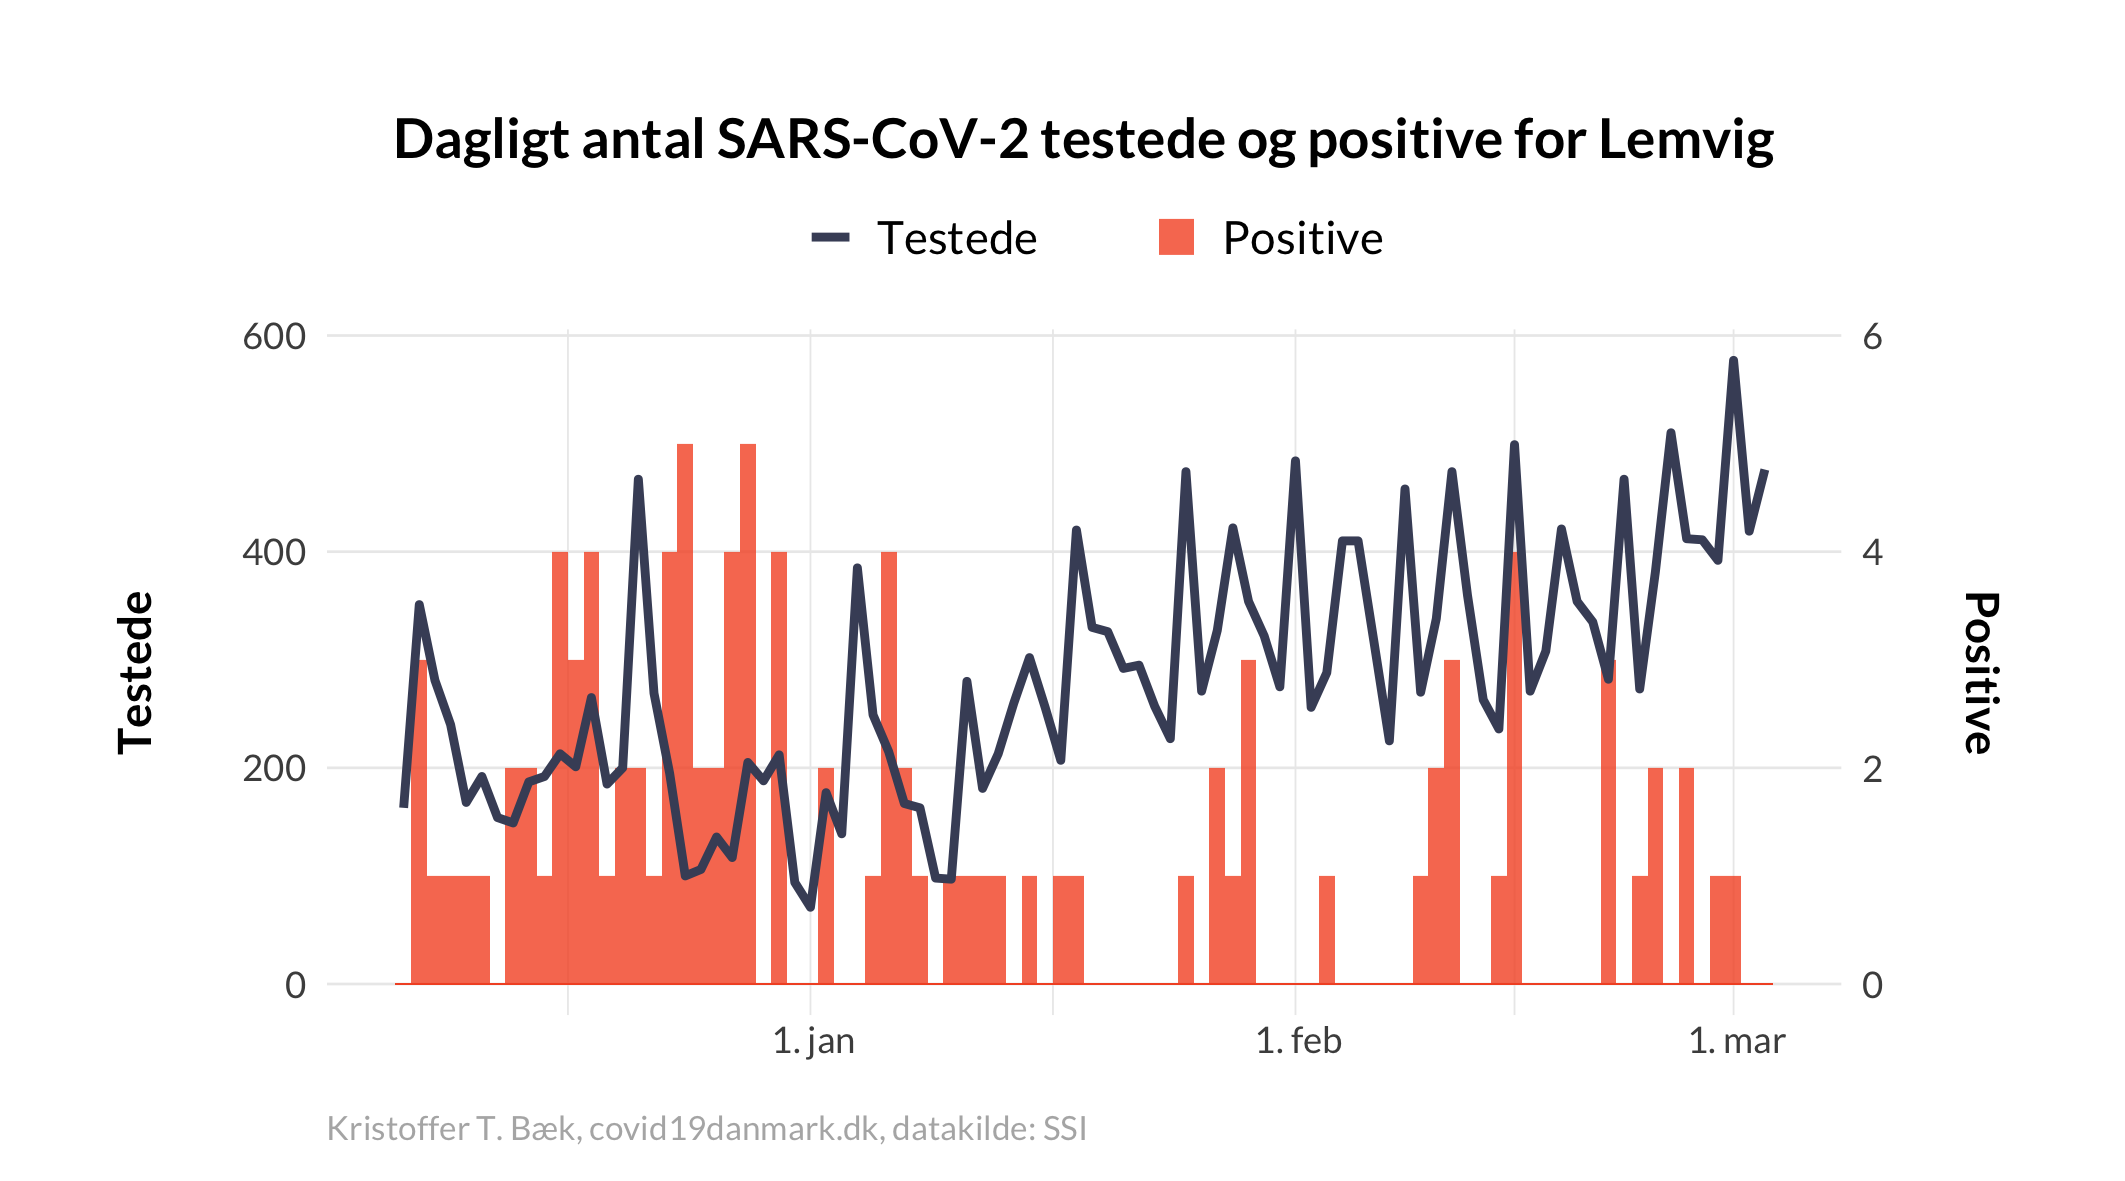 Dagligt antal SARS-CoV-2 testede og positive for Lemvig
Testede Positive
600 6
400 4
200 2
0 0
Testede
Positive
1. jan 1. feb 1. mar
Kristoffer T. Bæk, covid19danmark.dk, datakilde: SSI